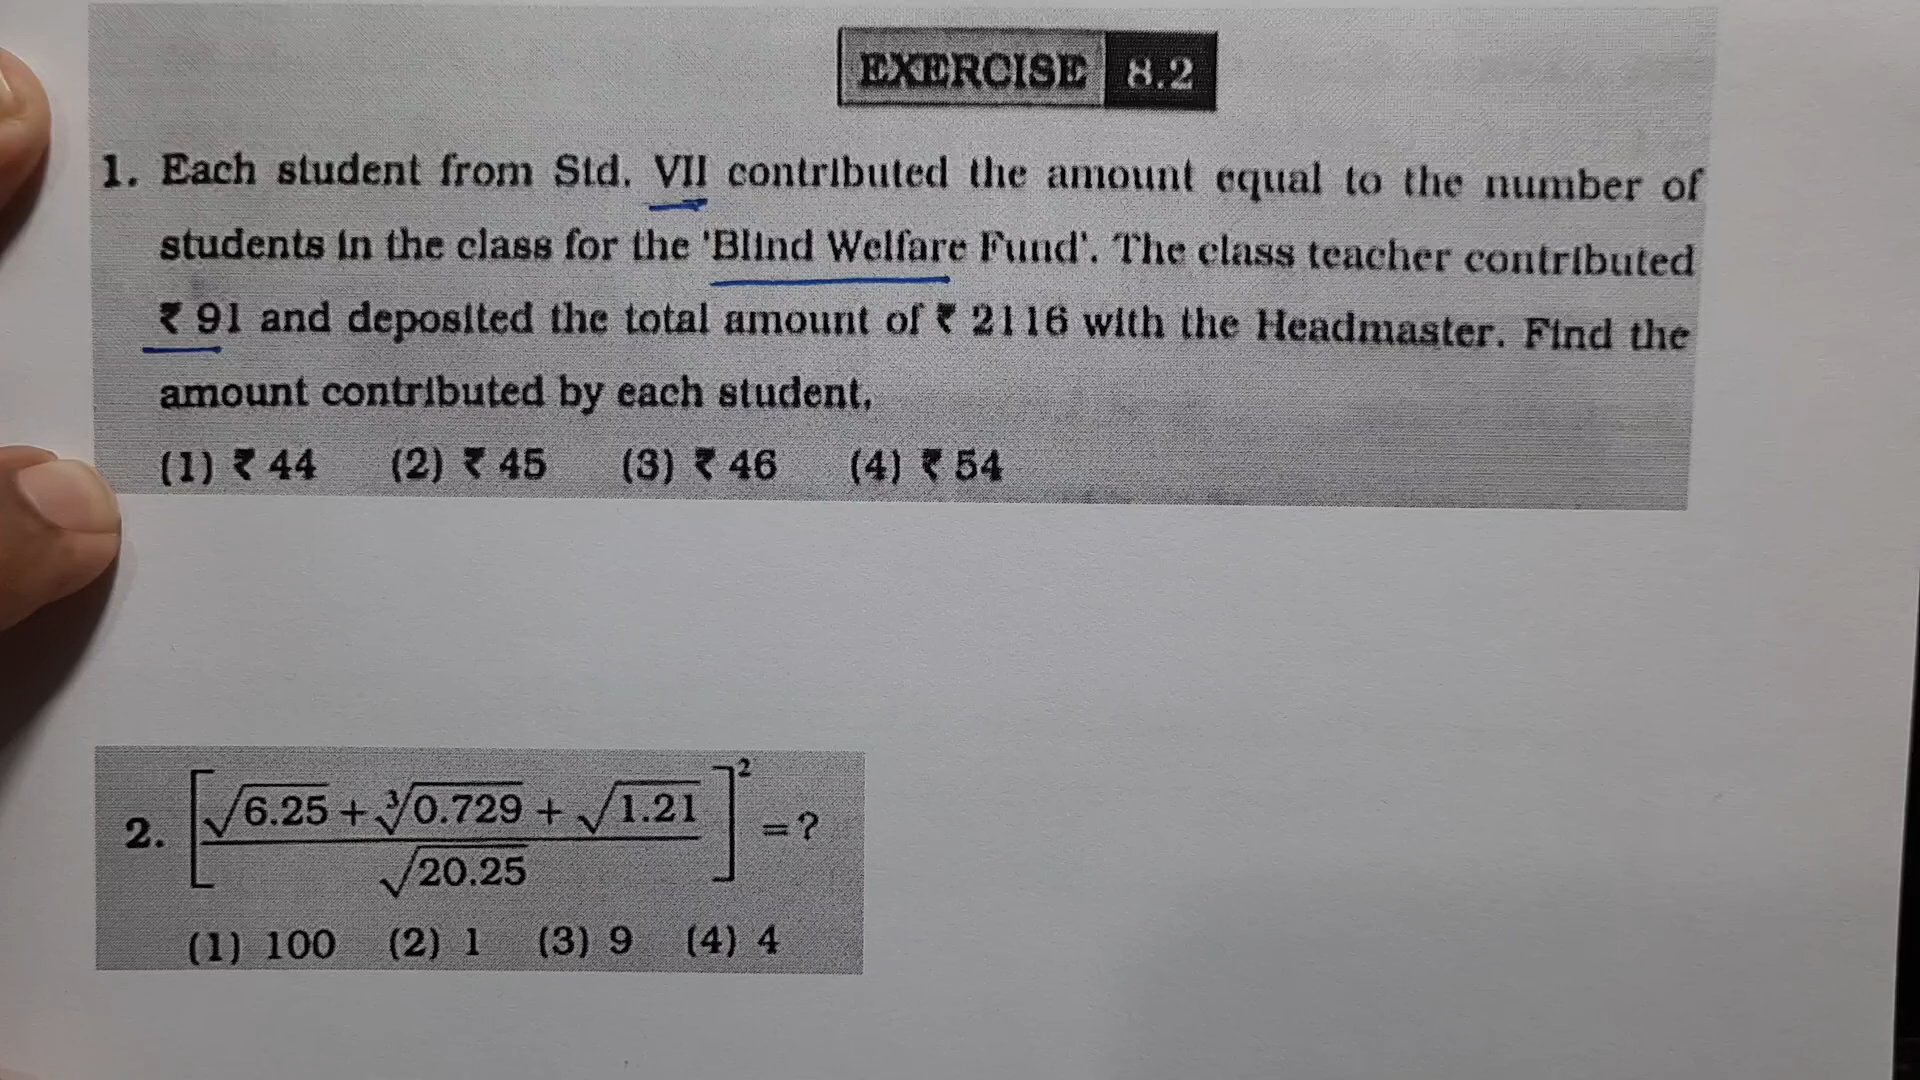 EXERCISE 8.2
1. Each student from Std. VII contributed the amount equal to the number of
students in the class for the 'Blind Welfare Fund'. The class teacher contributed
₹ 91 and deposited the total amount of ₹ 2116 with the Headmaster. Find the
amount contributed by each student.
(1) ₹ 44 (2) ₹ 45 (3) ₹ 46 (4) ₹ 54
2. [(√6.25 + ∛0.729 + √1.21) / √20.25]² = ?
(1) 100 (2) 1 (3) 9 (4) 4